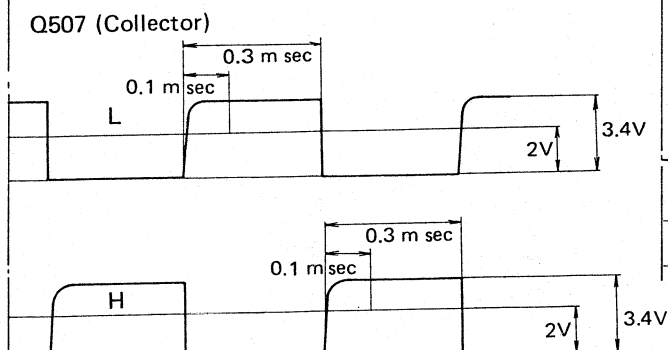 Q507 (Collector)
0.3 m sec
0.1 m sec
L
3.4V
2V
0.3 m sec
0.1 m sec
H
3.4V
2V